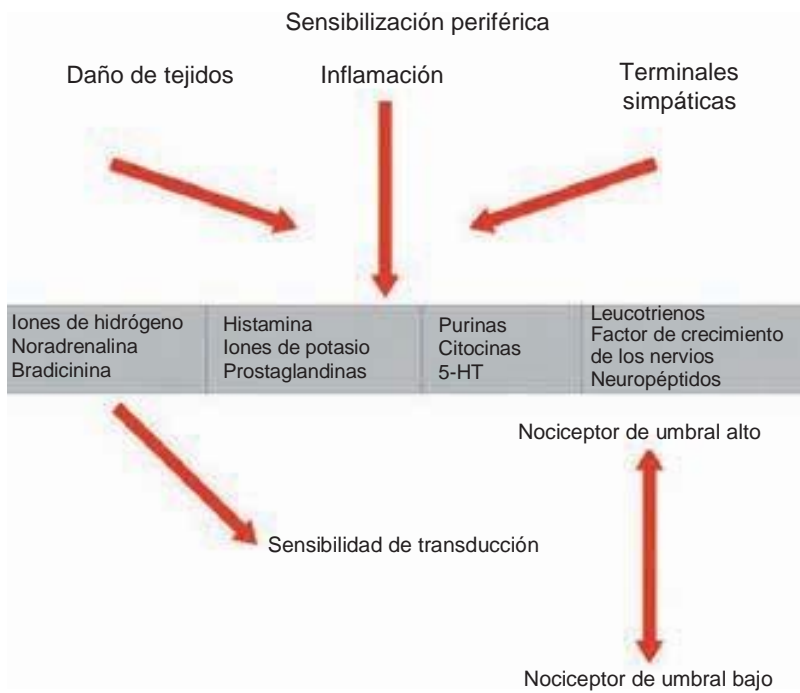 Sensibilización periférica
Daño de tejidos
Inflamación
Terminales
simpáticas
Iones de hidrógeno
Noradrenalina
Bradicinina
Histamina
Iones de potasio
Prostaglandinas
Purinas
Citocinas
5-HT
Leucotrienos
Factor de crecimiento
de los nervios
Neuropéptidos
Nociceptor de umbral alto
Sensibilidad de transducción
Nociceptor de umbral bajo